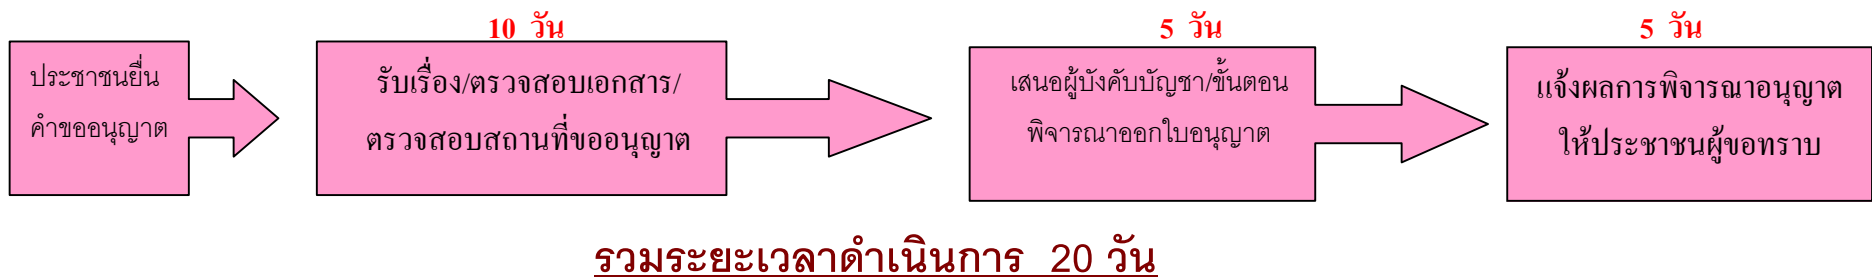 ประชาชนยื่น
คำขออนุญาต
10 วัน
รับเรื่อง/ตรวจสอบเอกสาร/
ตรวจสอบสถานที่ขออนุญาต
5 วัน
เสนอผู้บังคับบัญชา/ขั้นตอน
พิจารณาออกใบอนุญาต
5 วัน
แจ้งผลการพิจารณาอนุญาต
ให้ประชาชนผู้ขอทราบ
รวมระยะเวลาดำเนินการ 20 วัน